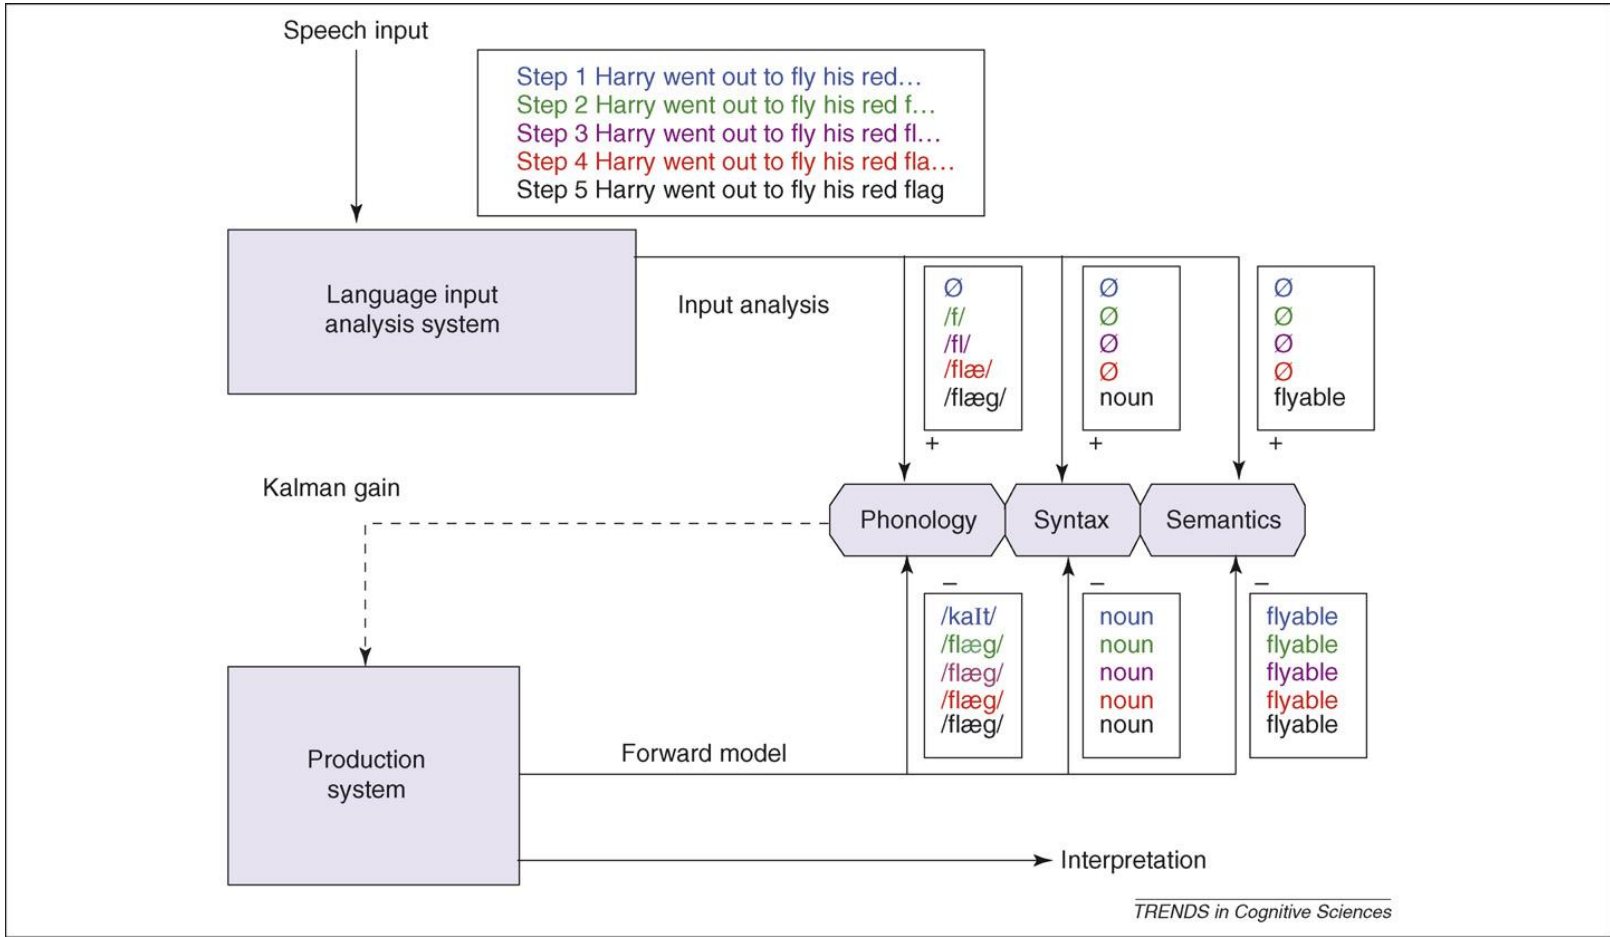 Speech input
Step 1 Harry went out to fly his red…
Step 2 Harry went out to fly his red f…
Step 3 Harry went out to fly his red fl…
Step 4 Harry went out to fly his red fla…
Step 5 Harry went out to fly his red flag
Language input
analysis system
Input analysis
Ø
/f/
/fl/
/flæ/
/flæg/
+
Ø
Ø
Ø
Ø
noun
+
Ø
Ø
Ø
Ø
flyable
+
Kalman gain
Phonology
Syntax
Semantics
–
/kaIt/
/flæg/
/flæg/
/flæg/
/flæg/
–
noun
noun
noun
noun
noun
–
flyable
flyable
flyable
flyable
flyable
Production
system
Forward model
Interpretation
TRENDS in Cognitive Sciences